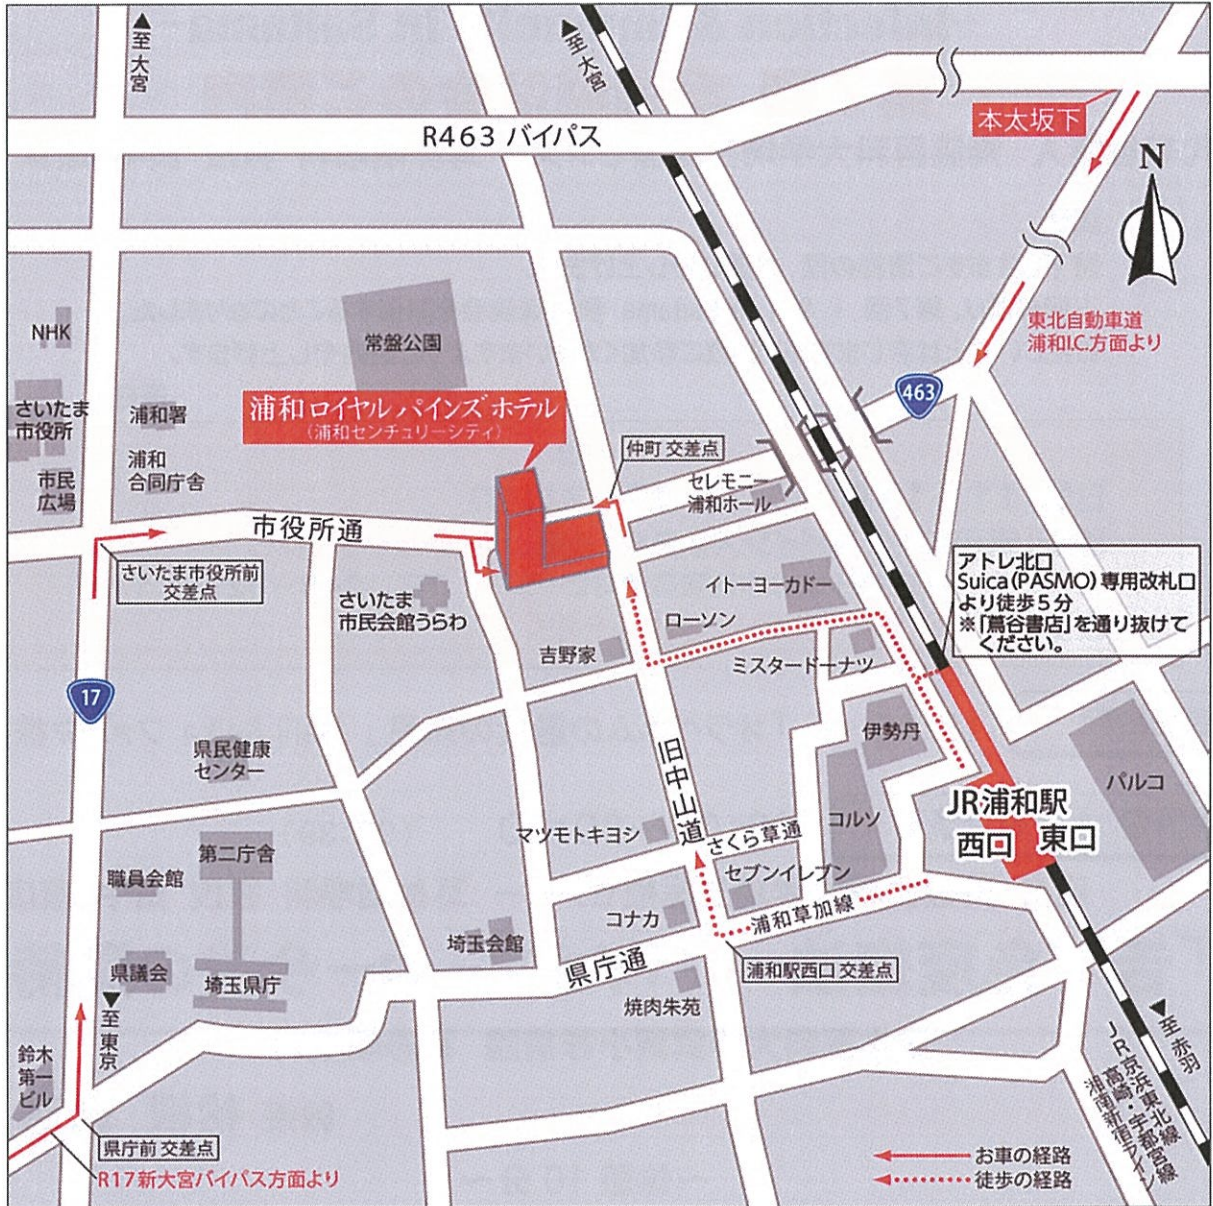 ▲至大宮
▲至大宮
R463 バイパス
本太坂下
N
東北自動車道
浦和I.C.方面より
NHK
常盤公園
463
さいたま
市役所
浦和署
浦和ロイヤルパインズホテル
(浦和センチュリーシティ)
仲町 交差点
市民
広場
浦和
合同庁舎
セレモニー
浦和ホール
市役所通
さいたま市役所前
交差点
さいたま
市民会館うらわ
イトーヨーカドー
アトレ北口
Suica(PASMO)専用改札口
より徒歩5分
※「蔦谷書店」を通り抜けて
ください。
ローソン
吉野家
ミスタードーナツ
17
伊勢丹
県民健康
センター
旧中山道
パルコ
JR浦和駅
西口
東口
マツモトキヨシ
さくら草通
コルソ
第二庁舎
職員会館
セブンイレブン
コナカ
浦和草加線
埼玉会館
県庁通
浦和駅西口 交差点
県議会
埼玉県庁
焼肉朱苑
▼至東京
▼至赤羽
JR京浜東北線
高崎・宇都宮線
湘南新宿ライン
鈴木
第一
ビル
県庁前 交差点
R17新大宮バイパス方面より
お車の経路
徒歩の経路